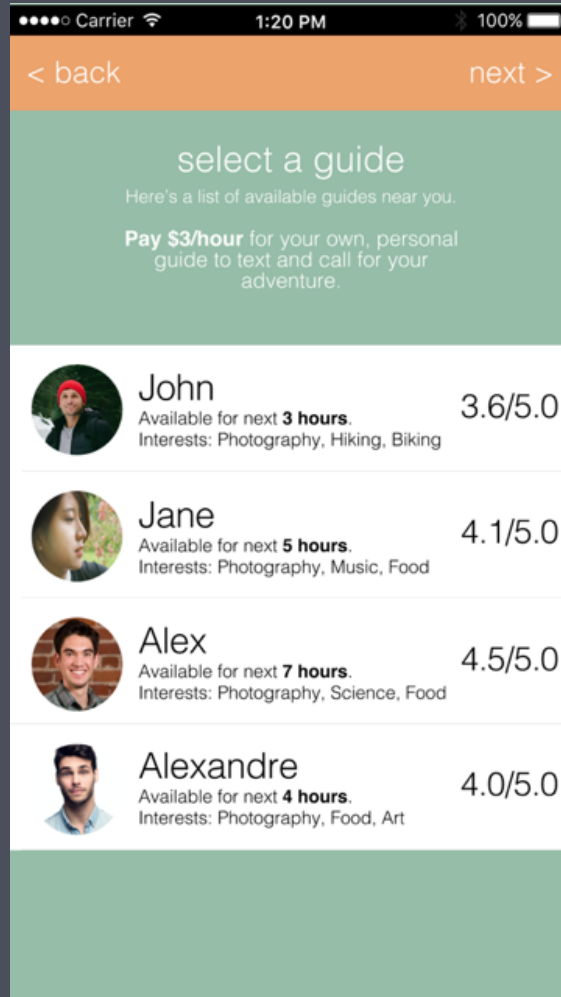 Carrier 1:20 PM 100%
< back next >
select a guide
Here's a list of available guides near you.
Pay $3/hour for your own, personal
guide to text and call for your
adventure.
John
Available for next 3 hours.
Interests: Photography, Hiking, Biking
3.6/5.0
Jane
Available for next 5 hours.
Interests: Photography, Music, Food
4.1/5.0
Alex
Available for next 7 hours.
Interests: Photography, Science, Food
4.5/5.0
Alexandre
Available for next 4 hours.
Interests: Photography, Food, Art
4.0/5.0